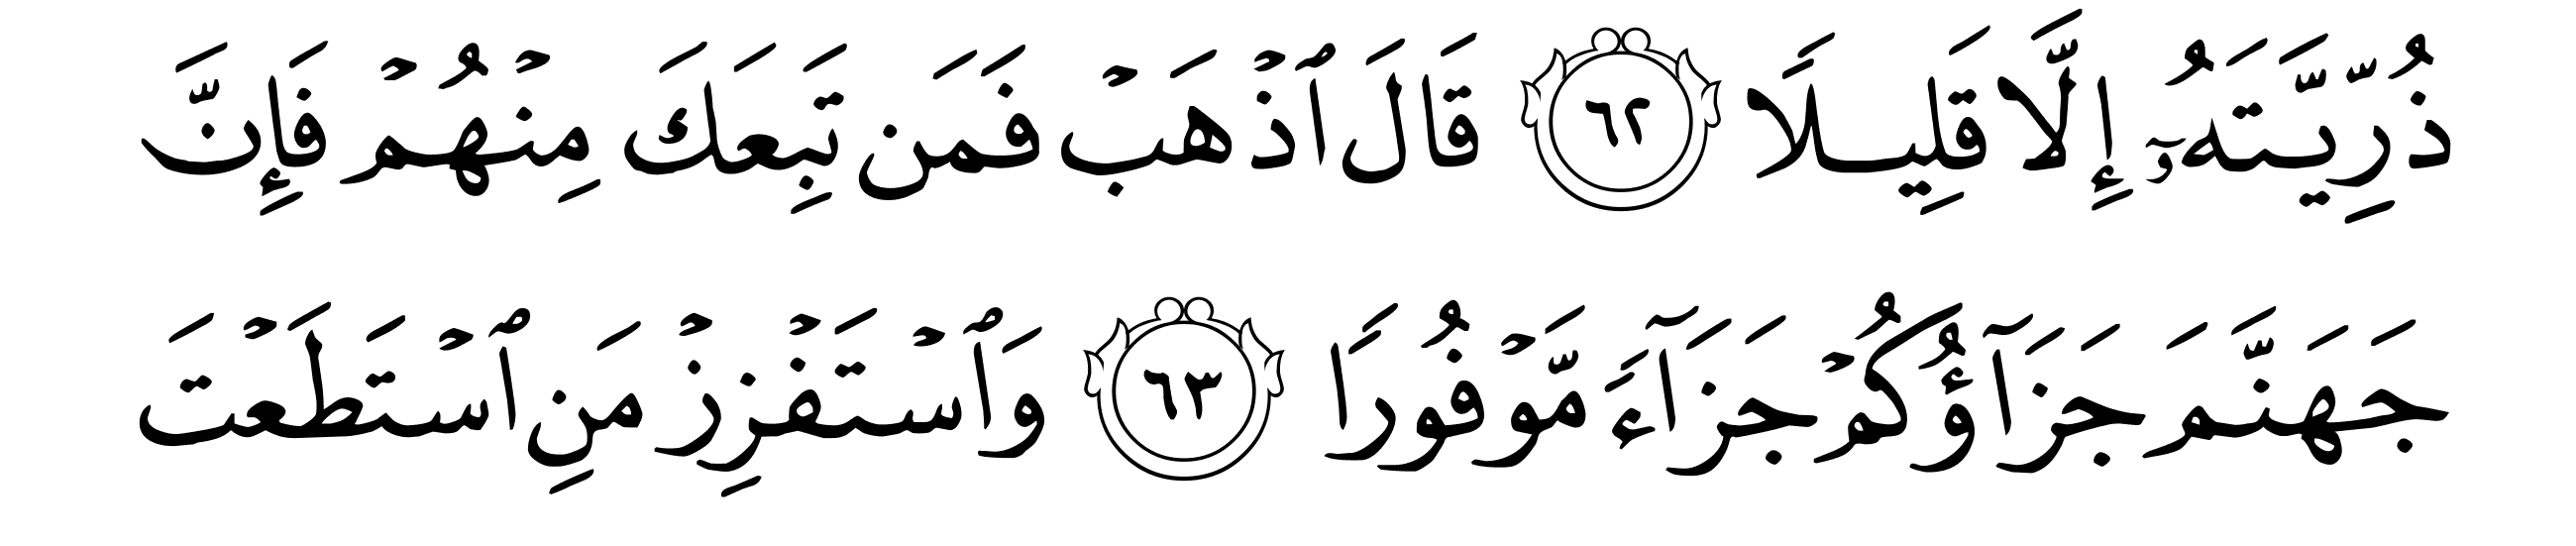 ذُرِّيَّتَهُۥٓ إِلَّا قَلِيلًا ٦٢ قَالَ ٱذْهَبْ فَمَن تَبِعَكَ مِنْهُمْ فَإِنَّ
جَهَنَّمَ جَزَآؤُكُمْ جَزَآءً مَّوْفُورًا ٦٣ وَٱسْتَفْزِزْ مَنِ ٱسْتَطَعْتَ